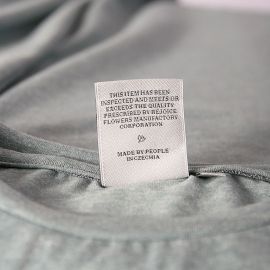 THIS ITEM HAS BEEN
INSPECTED AND MEETS OR
EXCEEDS THE QUALITY
PRESCRIBED BY REJOICE
FLOWERS MANUFACTORY
CORPORATION
MADE BY PEOPLE
IN CZECHIA